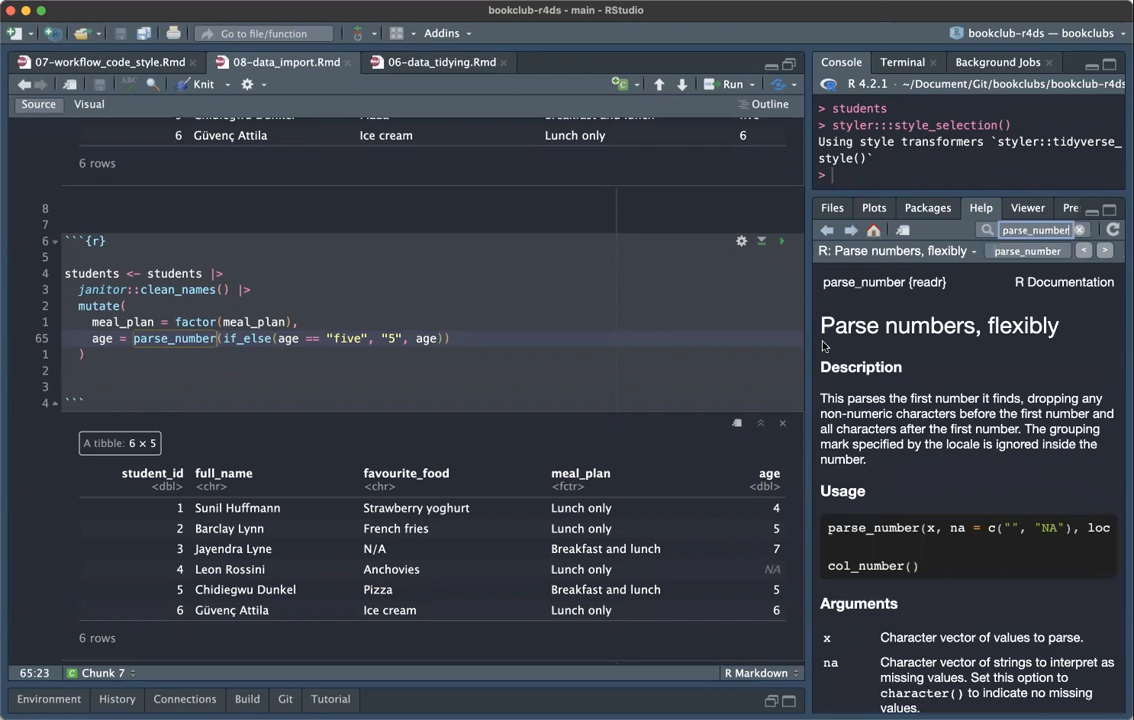 bookclub-r4ds - main - RStudio
Go to file/function
Addins
bookclub-r4ds — bookclubs
07-workflow_code_style.Rmd
08-data_import.Rmd
06-data_tidying.Rmd
Knit
Run
Source
Visual
Outline
6 Güvenç Attila Ice cream Lunch only 6
6 rows
8
7
6 ```{r}
5
4 students <- students |>
3 janitor::clean_names() |>
2 mutate(
1 meal_plan = factor(meal_plan),
65 age = parse_number(if_else(age == "five", "5", age))
1 )
2
3
4 ```
A tibble: 6 × 5
student_id full_name favourite_food meal_plan age
<dbl> <chr> <chr> <fctr> <dbl>
1 Sunil Huffmann Strawberry yoghurt Lunch only 4
2 Barclay Lynn French fries Lunch only 5
3 Jayendra Lyne N/A Breakfast and lunch 7
4 Leon Rossini Anchovies Lunch only NA
5 Chidiegwu Dunkel Pizza Breakfast and lunch 5
6 Güvenç Attila Ice cream Lunch only 6
6 rows
65:23 Chunk 7 R Markdown
Environment History Connections Build Git Tutorial
Console Terminal Background Jobs
R 4.2.1 · ~/Document/Git/bookclubs/bookclub-r4ds
> students
> styler:::style_selection()
Using style transformers `styler::tidyverse_
style()`
>
Files Plots Packages Help Viewer Pre
parse_number
R: Parse numbers, flexibly parse_number < >
parse_number {readr} R Documentation
Parse numbers, flexibly
Description
This parses the first number it finds, dropping any
non-numeric characters before the first number and
all characters after the first number. The grouping
mark specified by the locale is ignored inside the
number.
Usage
parse_number(x, na = c("", "NA"), loc
col_number()
Arguments
x Character vector of values to parse.
na Character vector of strings to interpret as
missing values. Set this option to
character() to indicate no missing
values.